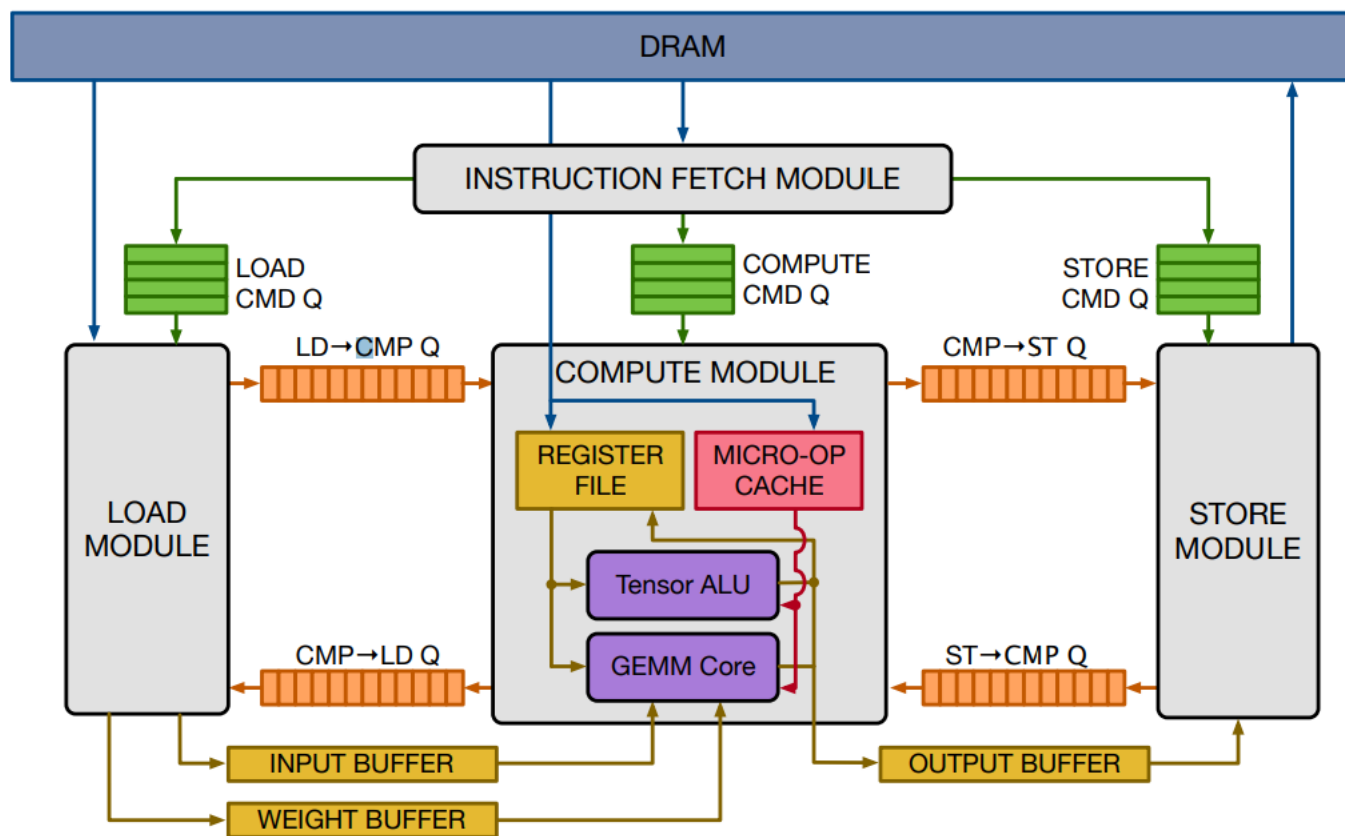 DRAM
INSTRUCTION FETCH MODULE
LOAD
CMD Q
COMPUTE
CMD Q
STORE
CMD Q
LD→CMP Q
CMP→ST Q
COMPUTE MODULE
REGISTER
FILE
MICRO-OP
CACHE
LOAD
MODULE
STORE
MODULE
Tensor ALU
GEMM Core
CMP→LD Q
ST→CMP Q
INPUT BUFFER
OUTPUT BUFFER
WEIGHT BUFFER